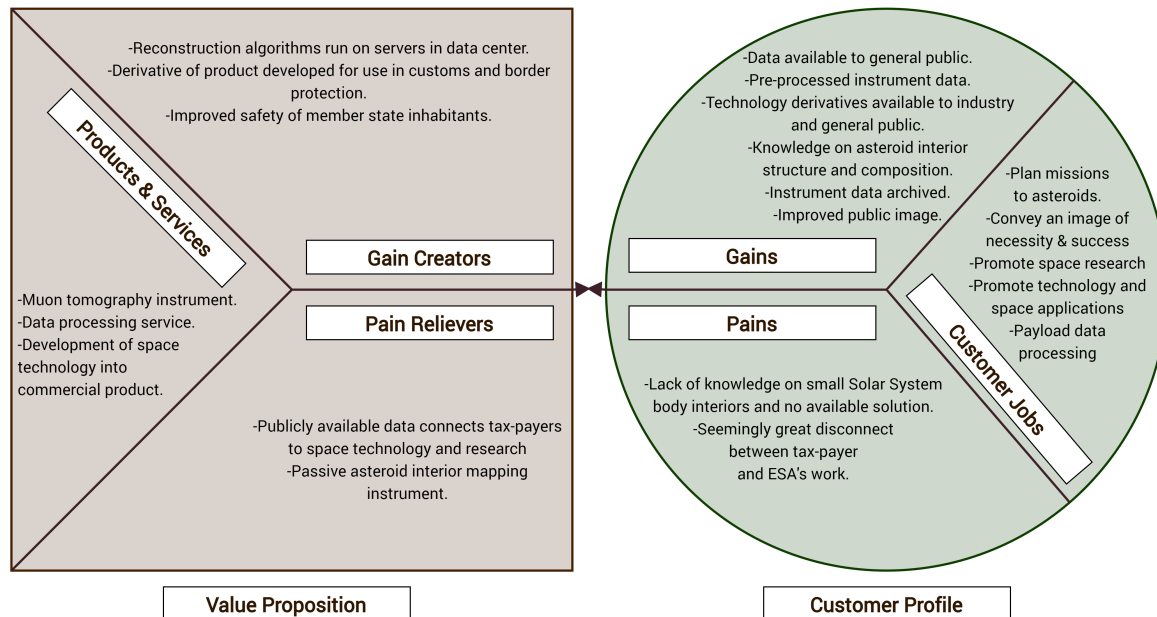 -Reconstruction algorithms run on servers in data center.
-Derivative of product developed for use in customs and border
protection.
-Improved safety of member state inhabitants.
Products & Services
Gain Creators
-Muon tomography instrument.
-Data processing service.
-Development of space
technology into
commercial product.
Pain Relievers
-Publicly available data connects tax-payers
to space technology and research
-Passive asteroid interior mapping
instrument.
Value Proposition
-Data available to general public.
-Pre-processed instrument data.
-Technology derivatives available to industry
and general public.
-Knowledge on asteroid interior
structure and composition.
-Instrument data archived.
-Improved public image.
Gains
-Plan missions
to asteroids.
-Convey an image of
necessity & success
-Promote space research
-Promote technology and
space applications
-Payload data
processing
Customer Jobs
Pains
-Lack of knowledge on small Solar System
body interiors and no available solution.
-Seemingly great disconnect
between tax-payer
and ESA's work.
Customer Profile